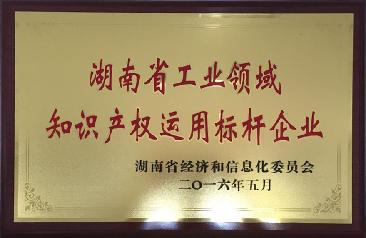 湖南省工业领域
知识产权运用标杆企业
湖南省经济和信息化委员会
二〇一六年五月